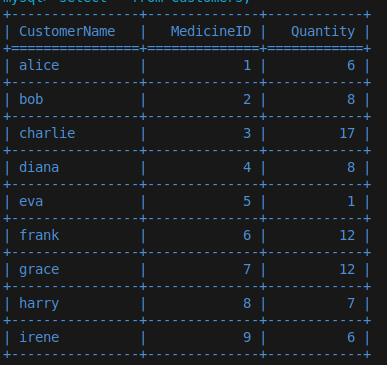 mysql> select * from customers;
+----------------+--------------+------------+
| CustomerName   |   MedicineID |   Quantity |
+================+==============+============+
| alice          |            1 |          6 |
+----------------+--------------+------------+
| bob            |            2 |          8 |
+----------------+--------------+------------+
| charlie        |            3 |         17 |
+----------------+--------------+------------+
| diana          |            4 |          8 |
+----------------+--------------+------------+
| eva            |            5 |          1 |
+----------------+--------------+------------+
| frank          |            6 |         12 |
+----------------+--------------+------------+
| grace          |            7 |         12 |
+----------------+--------------+------------+
| harry          |            8 |          7 |
+----------------+--------------+------------+
| irene          |            9 |          6 |
+----------------+--------------+------------+